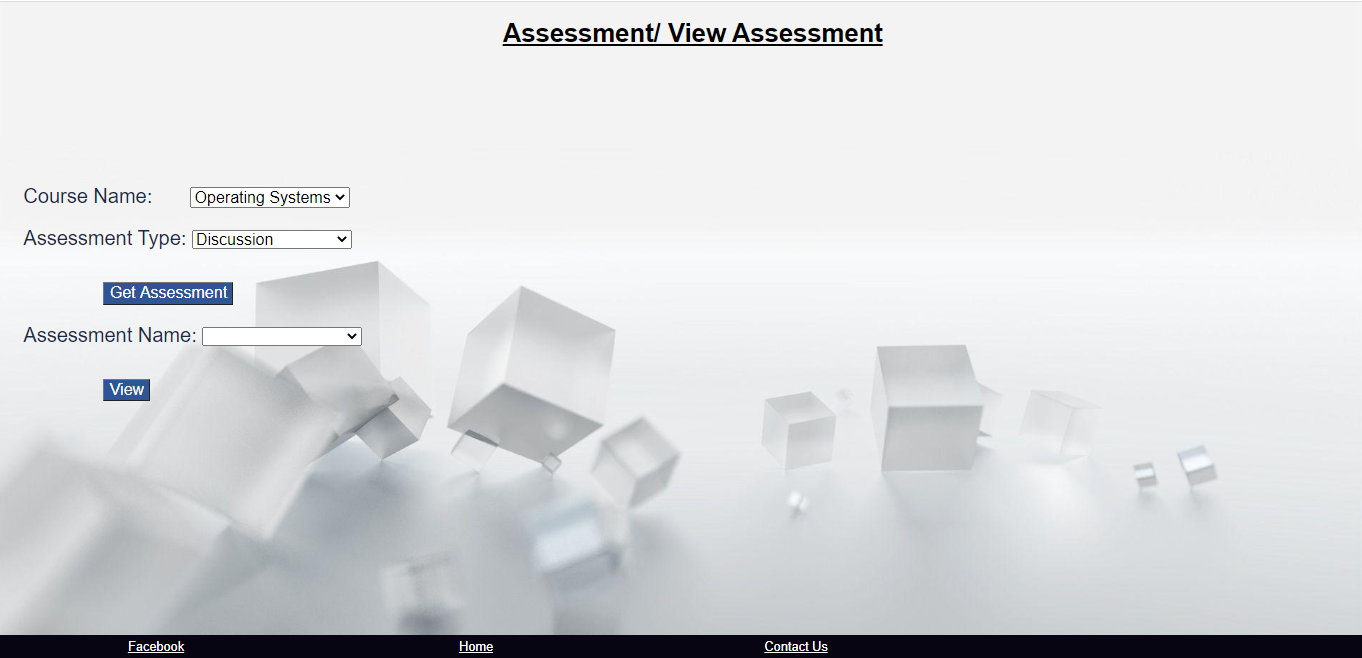 Assessment/ View Assessment
Course Name: Operating Systems
Assessment Type: Discussion
Get Assessment
Assessment Name:
View
Facebook Home Contact Us